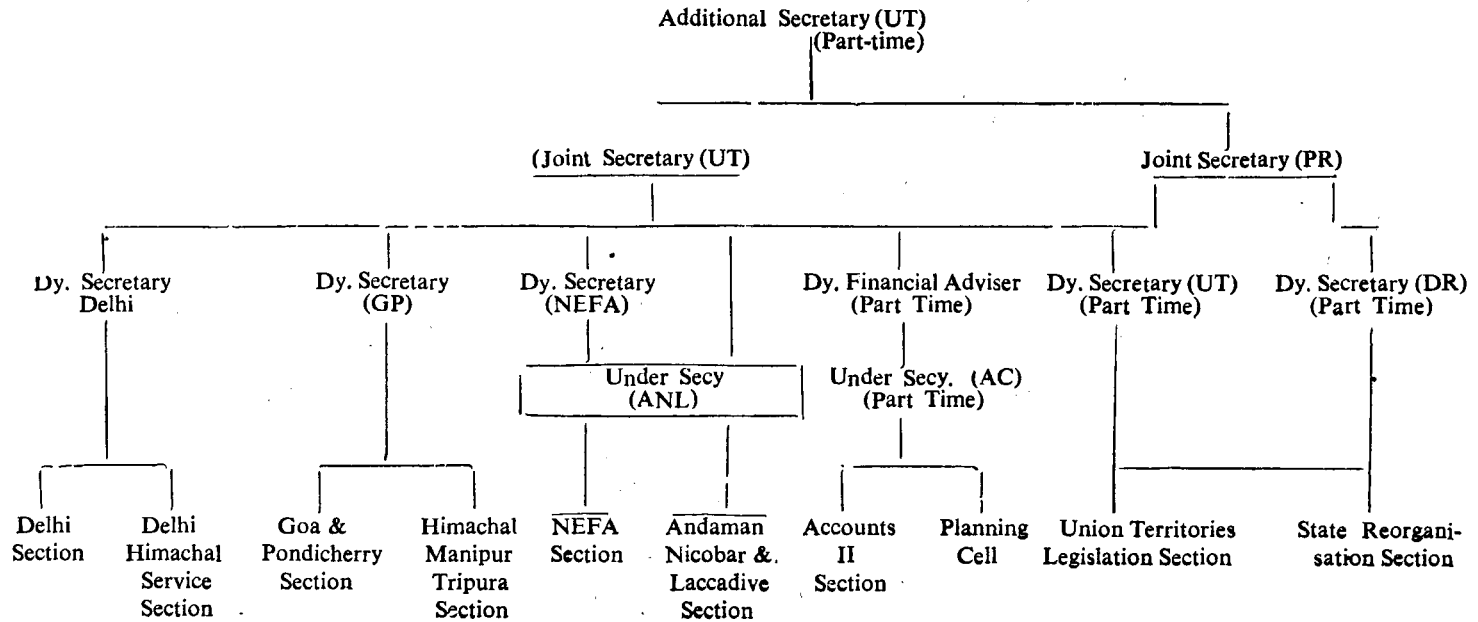 Additional Secretary (UT)
(Part-time)
(Joint Secretary (UT)
Joint Secretary (PR)
Dy. Secretary
Delhi
Dy. Secretary
(GP)
Dy. Secretary
(NEFA)
Dy. Financial Adviser
(Part Time)
Dy. Secretary (UT)
(Part Time)
Dy. Secretary (DR)
(Part Time)
Under Secy
(ANL)
Under Secy. (AC)
(Part Time)
Delhi
Section
Delhi
Himachal
Service
Section
Goa &
Pondicherry
Section
Himachal
Manipur
Tripura
Section
NEFA
Section
Andaman
Nicobar &.
Laccadive
Section
Accounts
II
Section
Planning
Cell
Union Territories
Legislation Section
State Reorgani-
sation Section